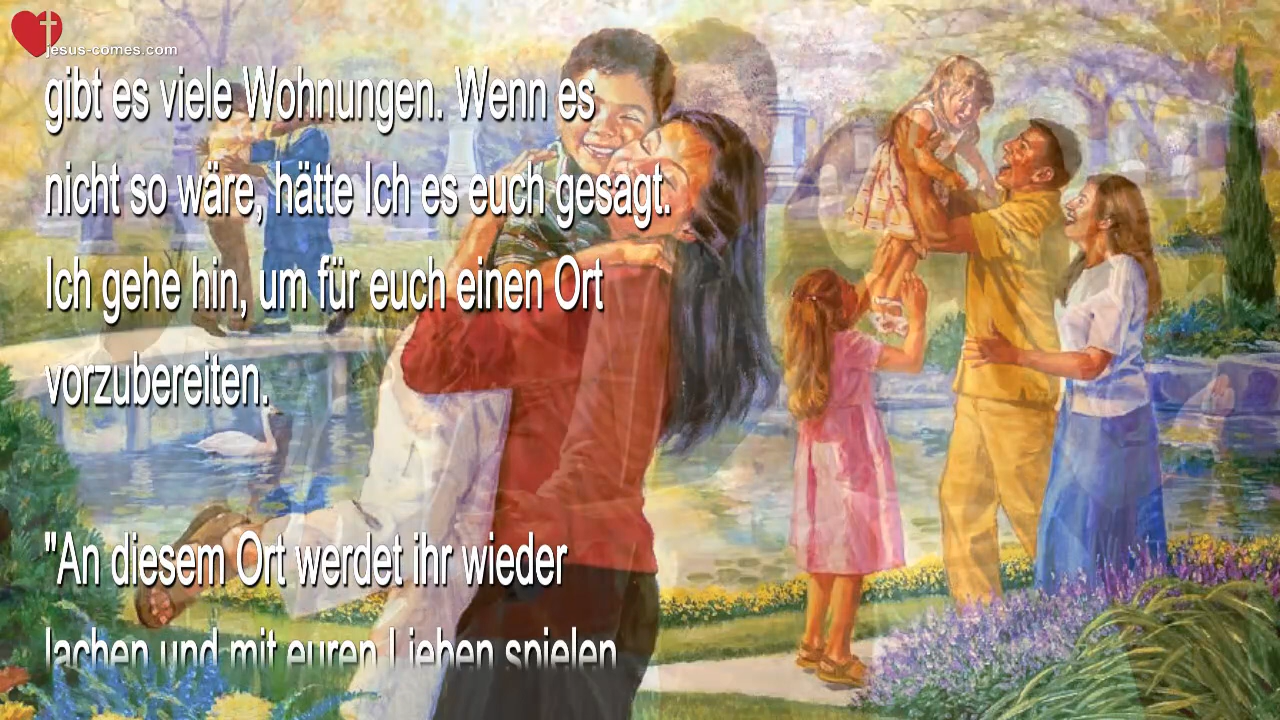 jesus-comes.com
gibt es viele Wohnungen. Wenn es
nicht so wäre, hätte Ich es euch gesagt.
Ich gehe hin, um für euch einen Ort
vorzubereiten.
"An diesem Ort werdet ihr wieder
lachen und mit euren Lieben spielen